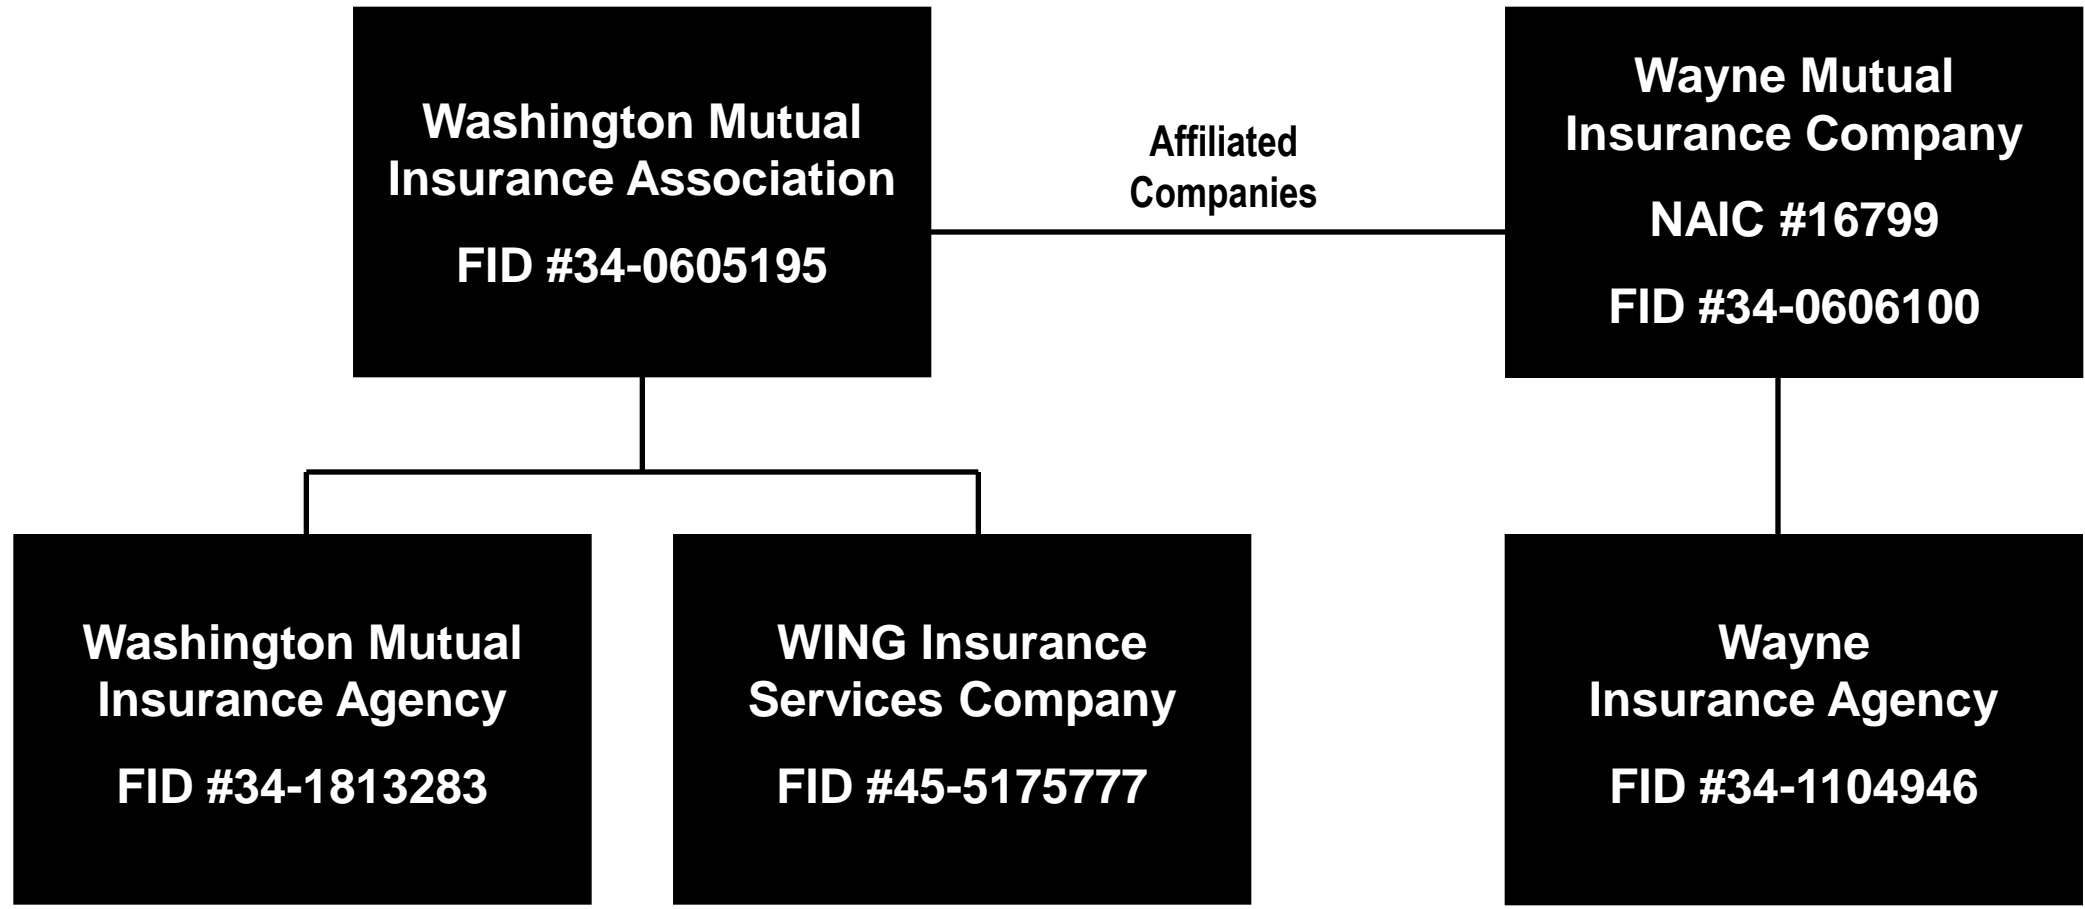 Washington Mutual
Insurance Association
FID #34-0605195
Affiliated
Companies
Wayne Mutual
Insurance Company
NAIC #16799
FID #34-0606100
Washington Mutual
Insurance Agency
FID #34-1813283
WING Insurance
Services Company
FID #45-5175777
Wayne
Insurance Agency
FID #34-1104946